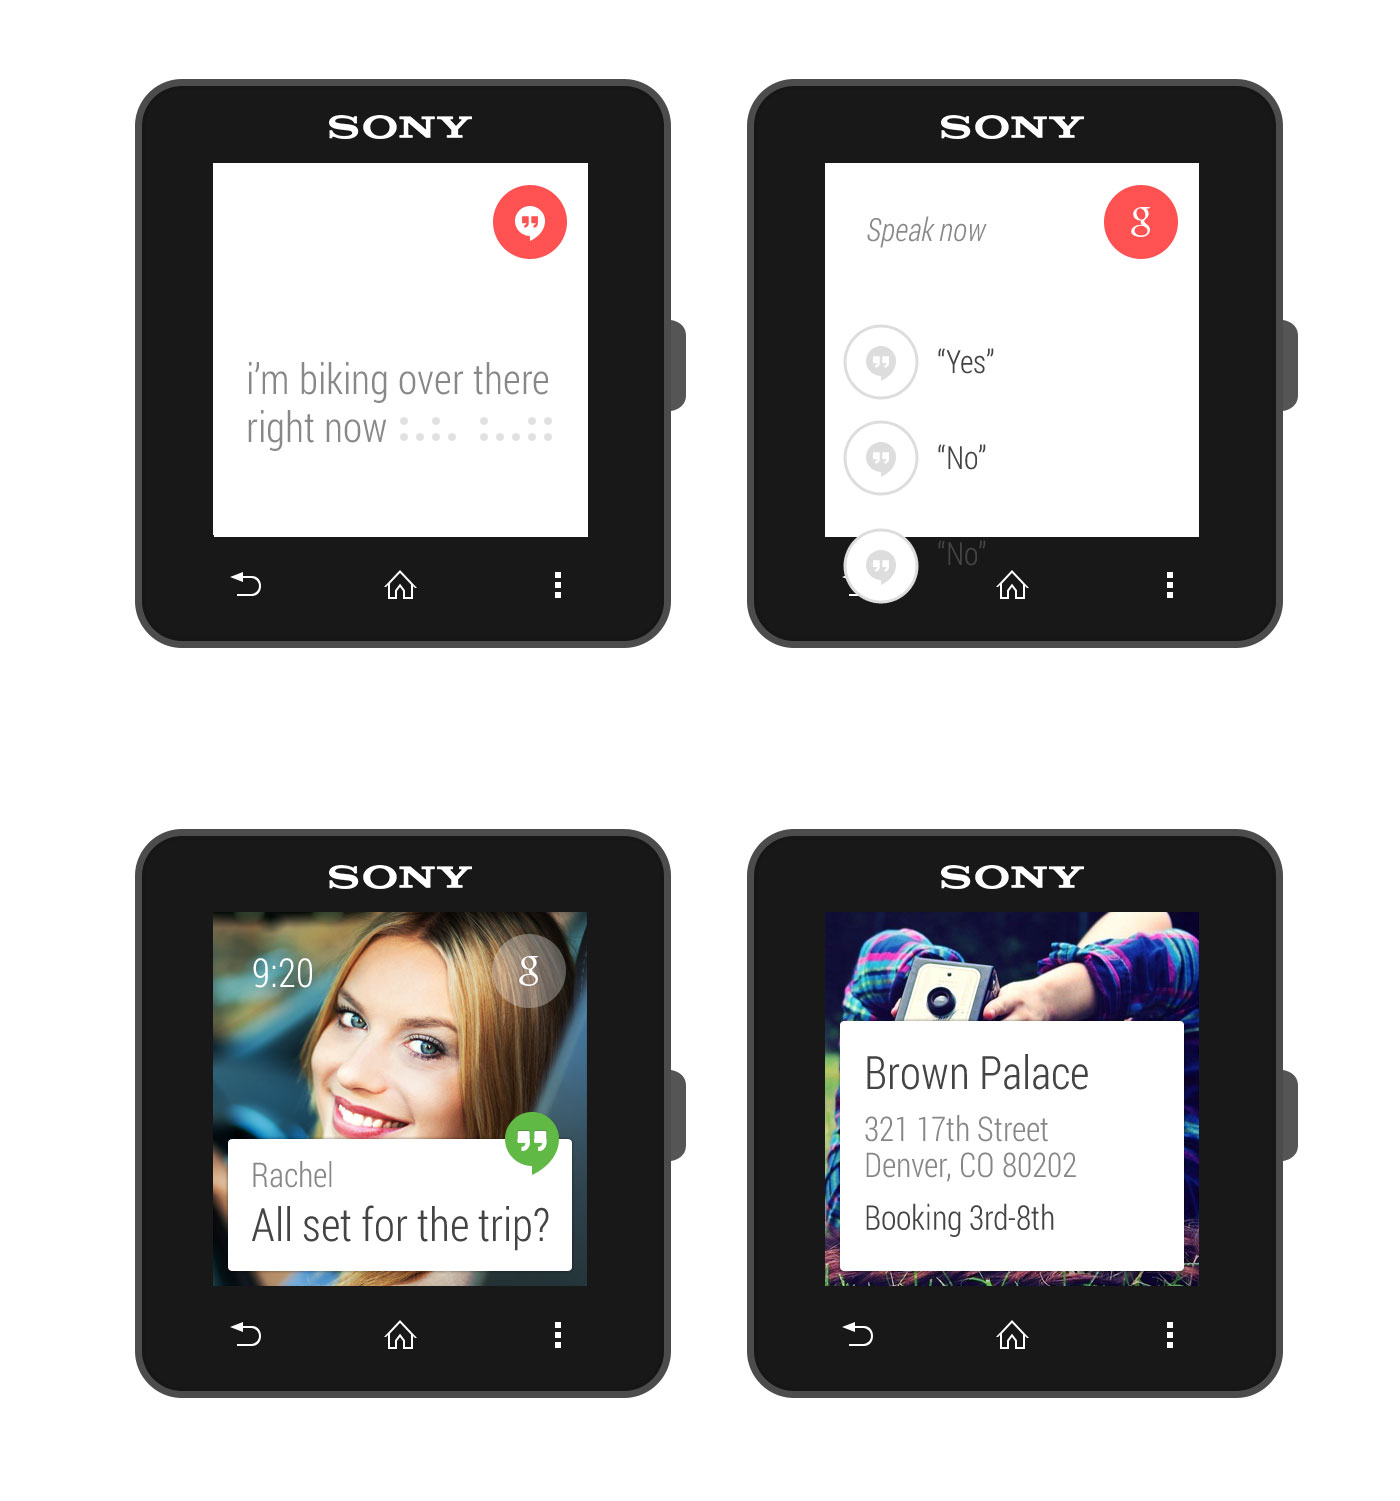 SONY
i’m biking over there
right now
SONY
Speak now
g
“Yes”
“No”
“No”
SONY
9:20
g
Rachel
All set for the trip?
SONY
Brown Palace
321 17th Street
Denver, CO 80202
Booking 3rd-8th